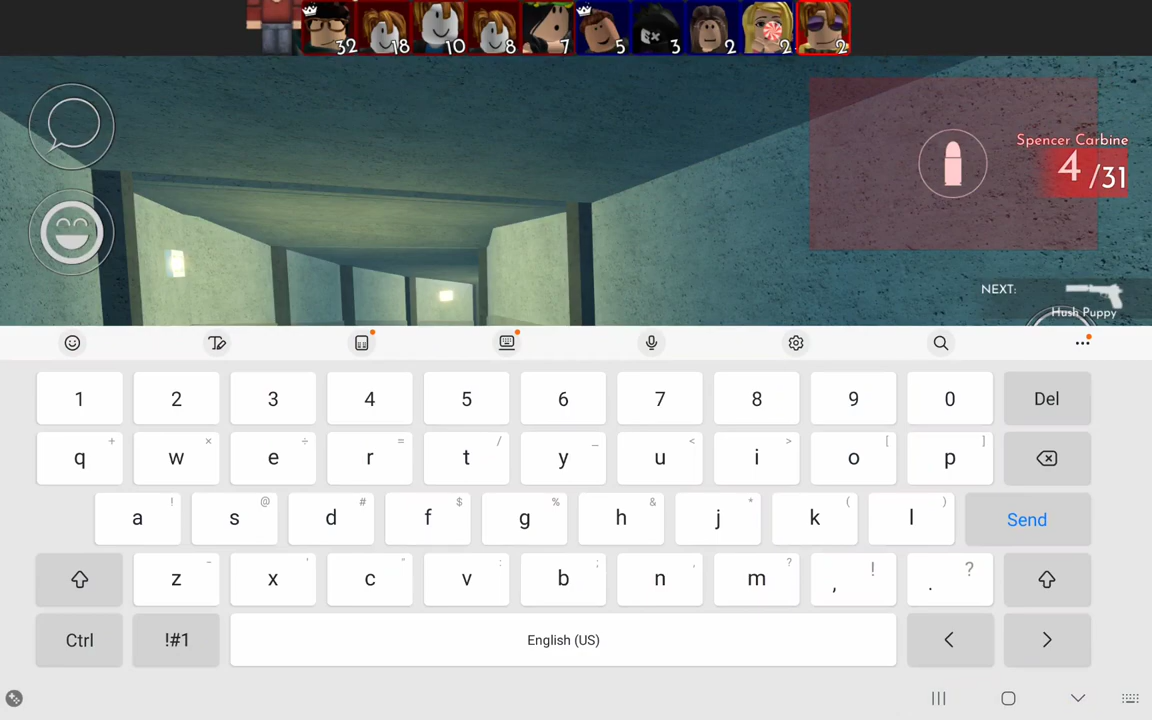 32 18 10 8 7 5 3 2 2 2
Spencer Carbine
4/31
NEXT:
Hush Puppy
1 2 3 4 5 6 7 8 9 0 Del
+ × ÷ = / _ < > [ ]
q w e r t y u i o p
! @ # $ % & * ( )
a s d f g h j k l Send
- ' " : ; , ? ! ?
z x c v b n m , .
Ctrl !#1 English (US) < >